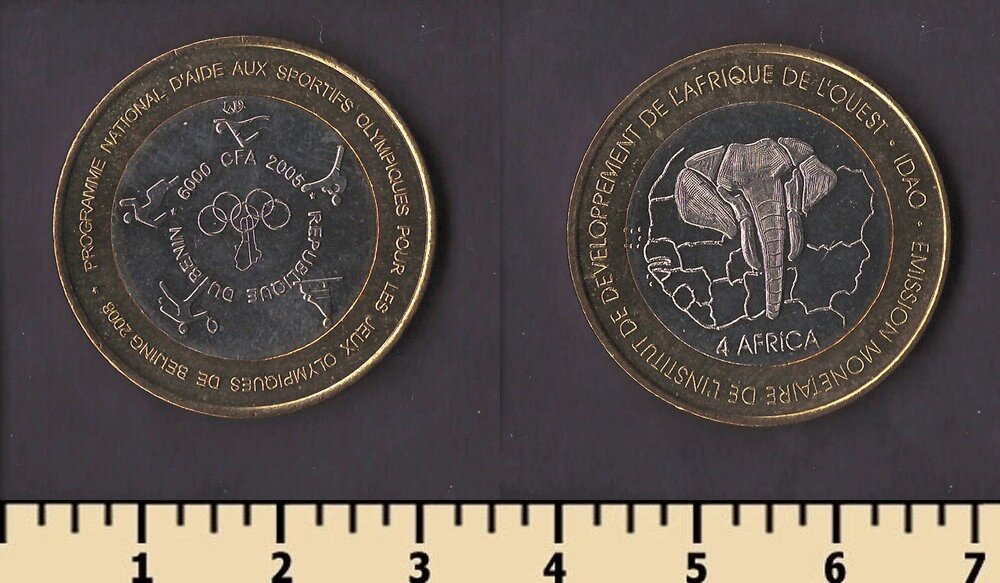 PROGRAMME NATIONAL D'AIDE AUX SPORTIFS OLYMPIQUES POUR LES JEUX OLYMPIQUES DE BEIJING 2008 *
6000 CFA 2005 * REPUBLIQUE DU BENIN *
INSTITUT DE DÉVELOPPEMENT DE L'AFRIQUE DE L'OUEST · IDAO · EMISSION MONETAIRE DE L'
4 AFRICA
1 2 3 4 5 6 7